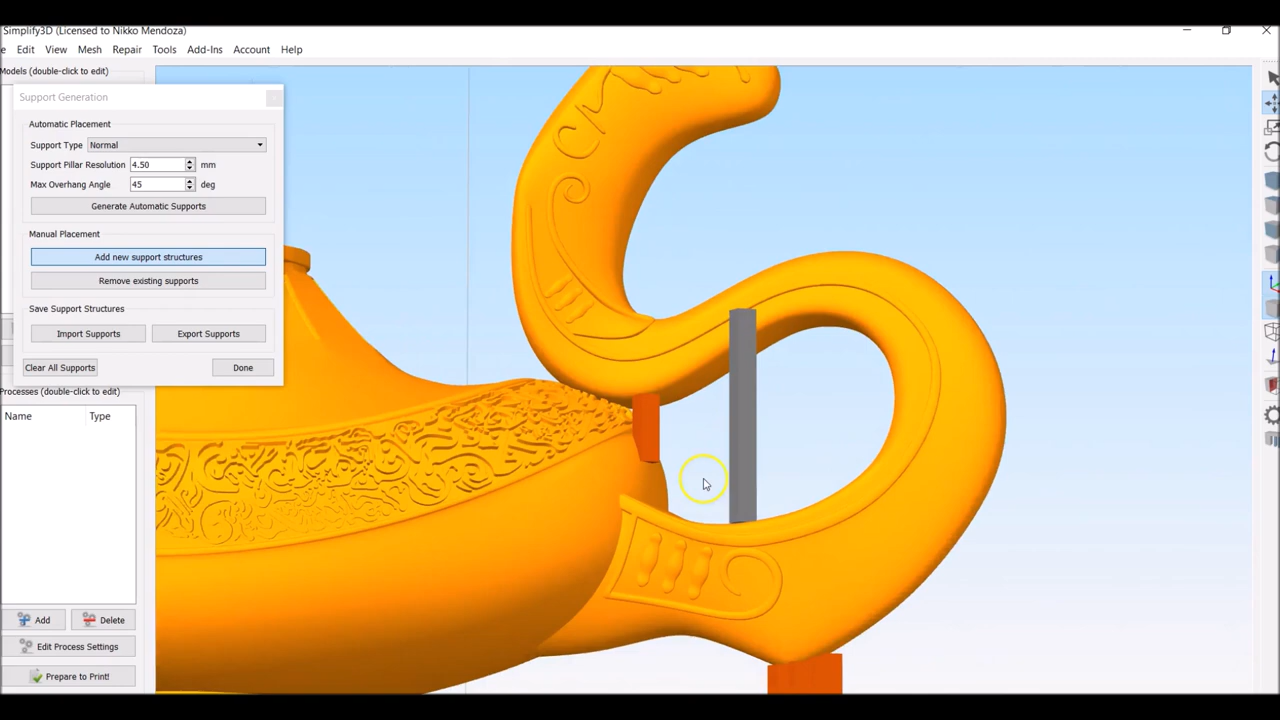 Simplify3D (Licensed to Nikko Mendoza)
Edit View Mesh Repair Tools Add-Ins Account Help
Models (double-click to edit)
Support Generation
Automatic Placement
Support Type Normal
Support Pillar Resolution 4.50 mm
Max Overhang Angle 45 deg
Generate Automatic Supports
Manual Placement
Add new support structures
Remove existing supports
Save Support Structures
Import Supports Export Supports
Clear All Supports Done
Processes (double-click to edit)
Name Type
Add Delete
Edit Process Settings
Prepare to Print!